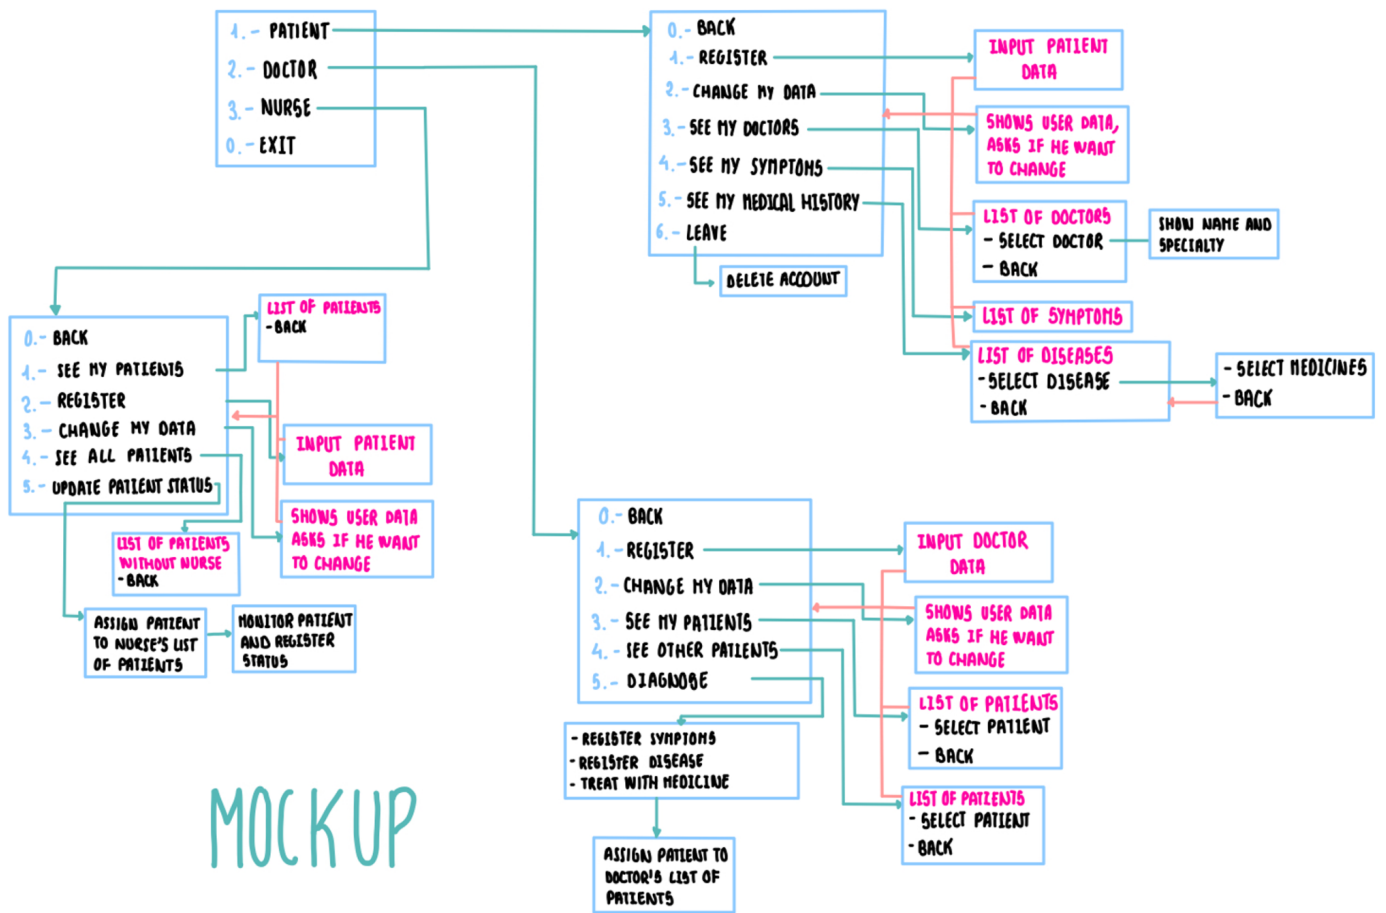 1.- PATIENT
2.- DOCTOR
3.- NURSE
0.- EXIT
0.- BACK
1.- REGISTER
2.- CHANGE MY DATA
3.- SEE MY DOCTORS
4.- SEE MY SYMPTOMS
5.- SEE MY MEDICAL HISTORY
6.- LEAVE
DELETE ACCOUNT
INPUT PATIENT
DATA
SHOWS USER DATA,
ASKS IF HE WANT
TO CHANGE
LIST OF DOCTORS
- SELECT DOCTOR
- BACK
SHOW NAME AND
SPECIALTY
LIST OF SYMPTOMS
LIST OF DISEASES
- SELECT DISEASE
- BACK
- SELECT MEDICINES
- BACK
0.- BACK
1.- SEE MY PATIENTS
2.- REGISTER
3.- CHANGE MY DATA
4.- SEE ALL PATIENTS
5.- UPDATE PATIENT STATUS
LIST OF PATIENTS
- BACK
INPUT PATIENT
DATA
SHOWS USER DATA
ASKS IF HE WANT
TO CHANGE
LIST OF PATIENTS
WITHOUT NURSE
- BACK
ASSIGN PATIENT
TO NURSE'S LIST
OF PATIENTS
MONITOR PATIENT
AND REGISTER
STATUS
0.- BACK
1.- REGISTER
2.- CHANGE MY DATA
3.- SEE MY PATIENTS
4.- SEE OTHER PATIENTS
5.- DIAGNOSE
INPUT DOCTOR
DATA
SHOWS USER DATA
ASKS IF HE WANT
TO CHANGE
LIST OF PATIENTS
- SELECT PATIENT
- BACK
LIST OF PATIENTS
- SELECT PATIENT
- BACK
- REGISTER SYMPTOMS
- REGISTER DISEASE
- TREAT WITH MEDICINE
ASSIGN PATIENT TO
DOCTOR'S LIST OF
PATIENTS
MOCKUP